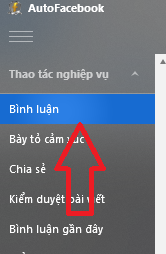 AutoFacebook
Thao tác nghiệp vụ
Bình luận
Bày tỏ cảm xúc
Chia sẻ
Kiểm duyệt bài viết
Bình luận gần đây